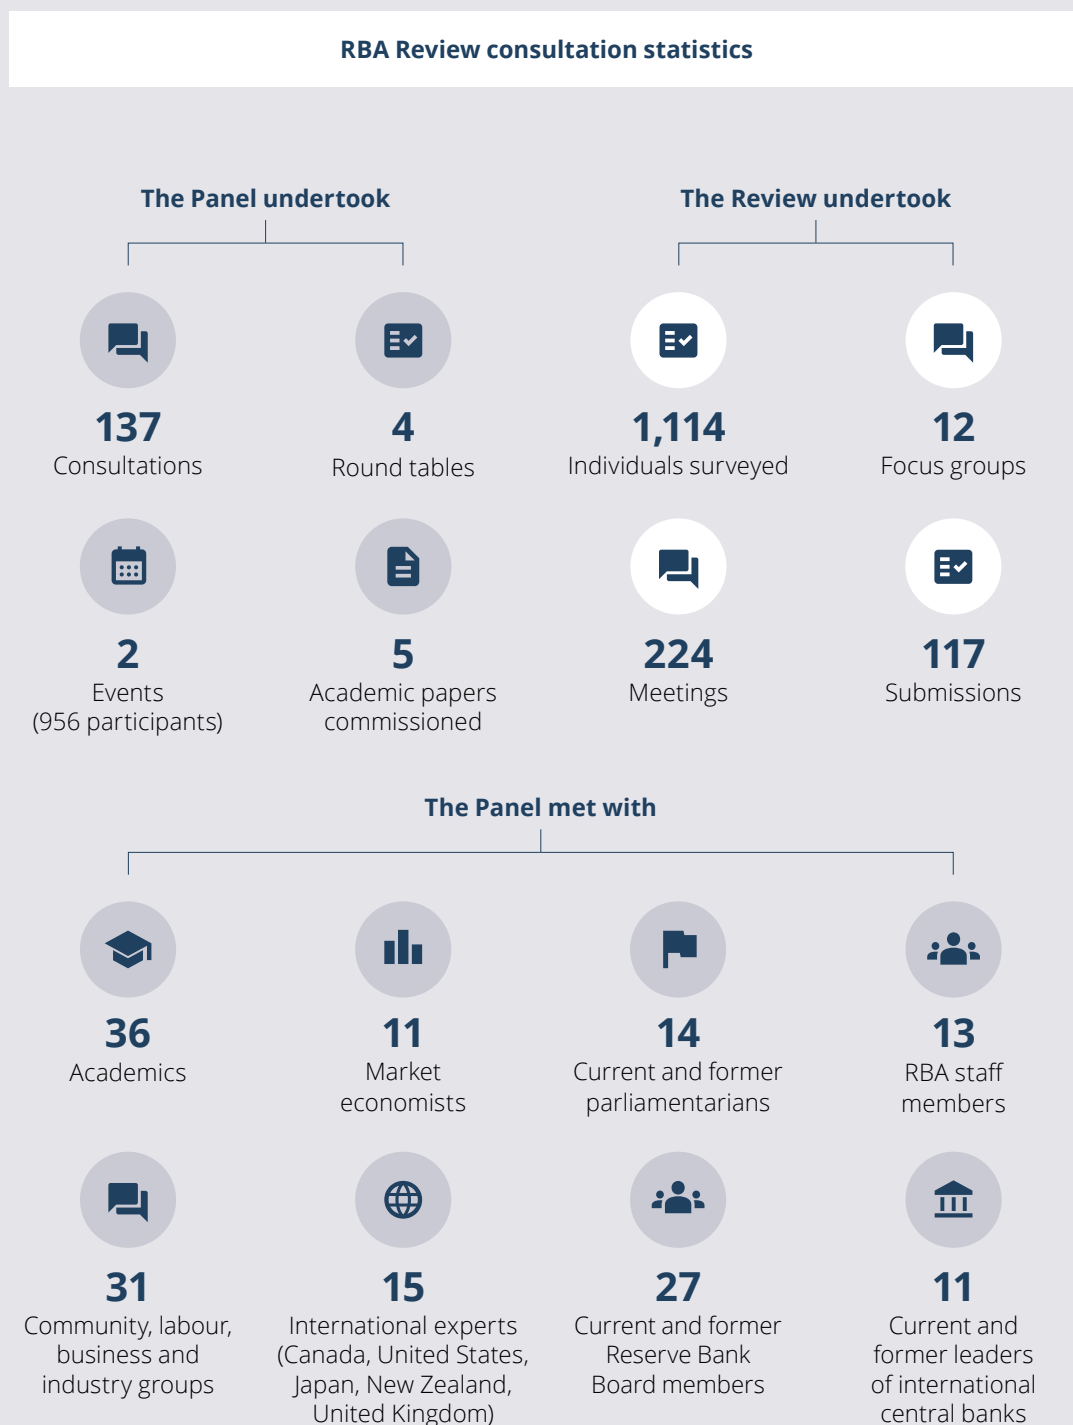 RBA Review consultation statistics
The Panel undertook
137
Consultations
4
Round tables
2
Events
(956 participants)
5
Academic papers
commissioned
The Review undertook
1,114
Individuals surveyed
12
Focus groups
224
Meetings
117
Submissions
The Panel met with
36
Academics
11
Market
economists
14
Current and former
parliamentarians
13
RBA staff
members
31
Community, labour,
business and
industry groups
15
International experts
(Canada, United States,
Japan, New Zealand,
United Kingdom)
27
Current and former
Reserve Bank
Board members
11
Current and
former leaders
of international
central banks